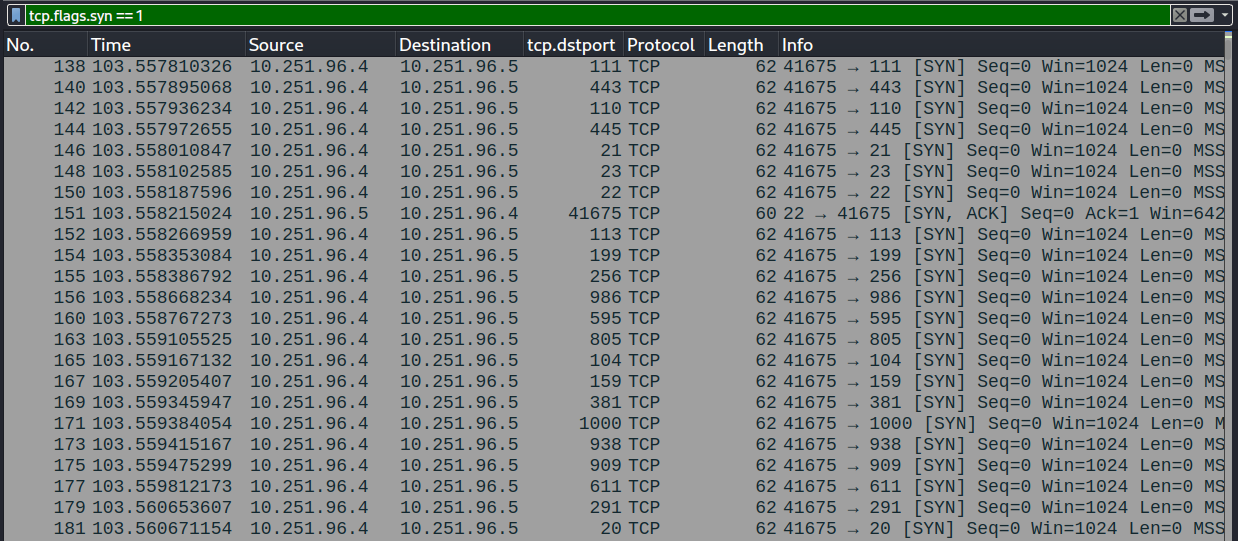 tcp.flags.syn == 1
No. Time Source Destination tcp.dstport Protocol Length Info
138 103.557810326 10.251.96.4 10.251.96.5 111 TCP 62 41675 → 111 [SYN] Seq=0 Win=1024 Len=0 MS
140 103.557895068 10.251.96.4 10.251.96.5 443 TCP 62 41675 → 443 [SYN] Seq=0 Win=1024 Len=0 MS
142 103.557936234 10.251.96.4 10.251.96.5 110 TCP 62 41675 → 110 [SYN] Seq=0 Win=1024 Len=0 MS
144 103.557972655 10.251.96.4 10.251.96.5 445 TCP 62 41675 → 445 [SYN] Seq=0 Win=1024 Len=0 MS
146 103.558010847 10.251.96.4 10.251.96.5 21 TCP 62 41675 → 21 [SYN] Seq=0 Win=1024 Len=0 MSS
148 103.558102585 10.251.96.4 10.251.96.5 23 TCP 62 41675 → 23 [SYN] Seq=0 Win=1024 Len=0 MSS
150 103.558187596 10.251.96.4 10.251.96.5 22 TCP 62 41675 → 22 [SYN] Seq=0 Win=1024 Len=0 MSS
151 103.558215024 10.251.96.5 10.251.96.4 41675 TCP 60 22 → 41675 [SYN, ACK] Seq=0 Ack=1 Win=642
152 103.558266959 10.251.96.4 10.251.96.5 113 TCP 62 41675 → 113 [SYN] Seq=0 Win=1024 Len=0 MS
154 103.558353084 10.251.96.4 10.251.96.5 199 TCP 62 41675 → 199 [SYN] Seq=0 Win=1024 Len=0 MS
155 103.558386792 10.251.96.4 10.251.96.5 256 TCP 62 41675 → 256 [SYN] Seq=0 Win=1024 Len=0 MS
156 103.558668234 10.251.96.4 10.251.96.5 986 TCP 62 41675 → 986 [SYN] Seq=0 Win=1024 Len=0 MS
160 103.558767273 10.251.96.4 10.251.96.5 595 TCP 62 41675 → 595 [SYN] Seq=0 Win=1024 Len=0 MS
163 103.559105525 10.251.96.4 10.251.96.5 805 TCP 62 41675 → 805 [SYN] Seq=0 Win=1024 Len=0 MS
165 103.559167132 10.251.96.4 10.251.96.5 104 TCP 62 41675 → 104 [SYN] Seq=0 Win=1024 Len=0 MS
167 103.559205407 10.251.96.4 10.251.96.5 159 TCP 62 41675 → 159 [SYN] Seq=0 Win=1024 Len=0 MS
169 103.559345947 10.251.96.4 10.251.96.5 381 TCP 62 41675 → 381 [SYN] Seq=0 Win=1024 Len=0 MS
171 103.559384054 10.251.96.4 10.251.96.5 1000 TCP 62 41675 → 1000 [SYN] Seq=0 Win=1024 Len=0 M
173 103.559415167 10.251.96.4 10.251.96.5 938 TCP 62 41675 → 938 [SYN] Seq=0 Win=1024 Len=0 MS
175 103.559475299 10.251.96.4 10.251.96.5 909 TCP 62 41675 → 909 [SYN] Seq=0 Win=1024 Len=0 MS
177 103.559812173 10.251.96.4 10.251.96.5 611 TCP 62 41675 → 611 [SYN] Seq=0 Win=1024 Len=0 MS
179 103.560653607 10.251.96.4 10.251.96.5 291 TCP 62 41675 → 291 [SYN] Seq=0 Win=1024 Len=0 MS
181 103.560671154 10.251.96.4 10.251.96.5 20 TCP 62 41675 → 20 [SYN] Seq=0 Win=1024 Len=0 MSS